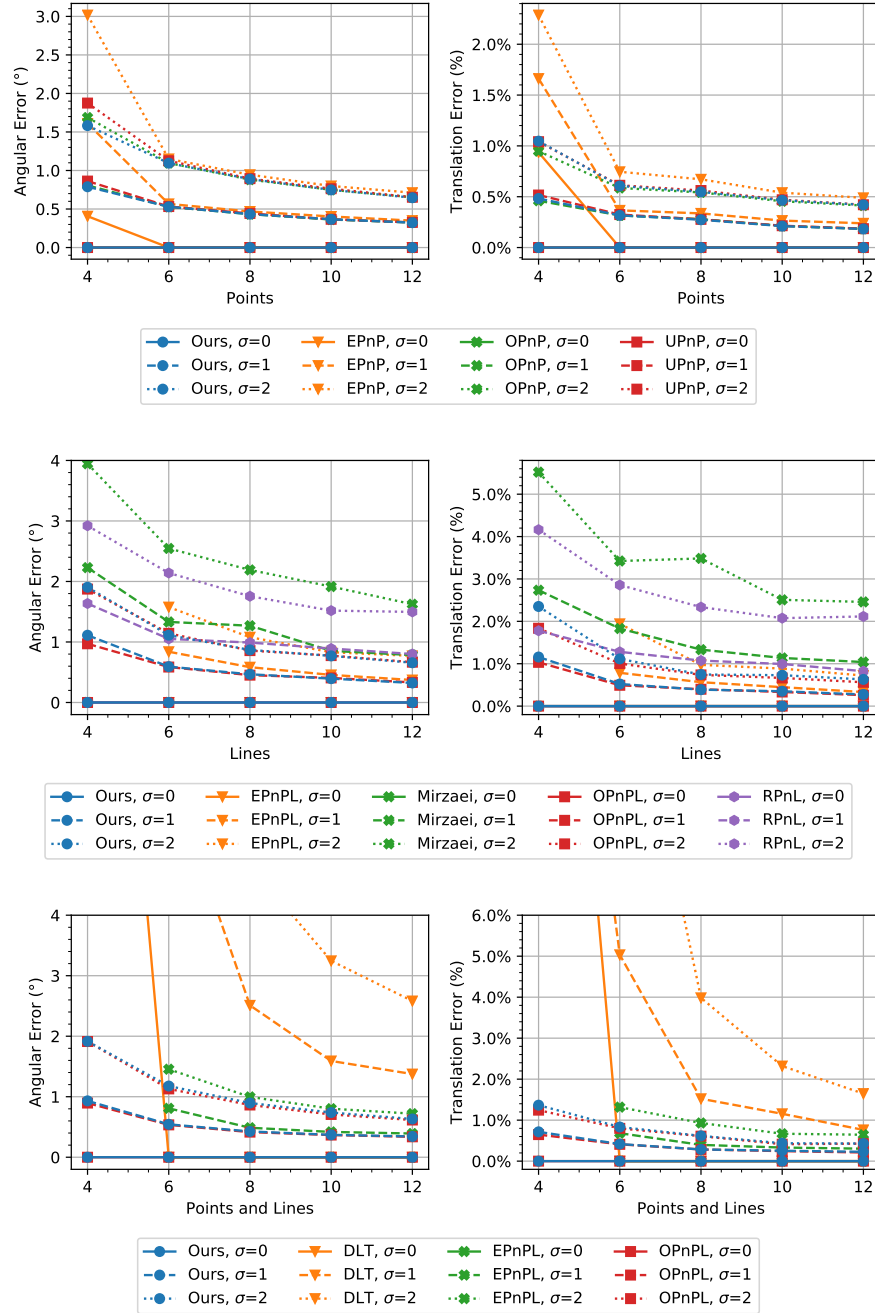 3.0
2.5
2.0
1.5
1.0
0.5
0.0
Angular Error (°)
4 6 8 10 12
Points
2.0%
1.5%
1.0%
0.5%
0.0%
Translation Error (%)
4 6 8 10 12
Points
Ours, σ=0 EPnP, σ=0 OPnP, σ=0 UPnP, σ=0
Ours, σ=1 EPnP, σ=1 OPnP, σ=1 UPnP, σ=1
Ours, σ=2 EPnP, σ=2 OPnP, σ=2 UPnP, σ=2
4
3
2
1
0
Angular Error (°)
4 6 8 10 12
Lines
5.0%
4.0%
3.0%
2.0%
1.0%
0.0%
Translation Error (%)
4 6 8 10 12
Lines
Ours, σ=0 EPnPL, σ=0 Mirzaei, σ=0 OPnPL, σ=0 RPnL, σ=0
Ours, σ=1 EPnPL, σ=1 Mirzaei, σ=1 OPnPL, σ=1 RPnL, σ=1
Ours, σ=2 EPnPL, σ=2 Mirzaei, σ=2 OPnPL, σ=2 RPnL, σ=2
4
3
2
1
0
Angular Error (°)
4 6 8 10 12
Points and Lines
6.0%
5.0%
4.0%
3.0%
2.0%
1.0%
0.0%
Translation Error (%)
4 6 8 10 12
Points and Lines
Ours, σ=0 DLT, σ=0 EPnPL, σ=0 OPnPL, σ=0
Ours, σ=1 DLT, σ=1 EPnPL, σ=1 OPnPL, σ=1
Ours, σ=2 DLT, σ=2 EPnPL, σ=2 OPnPL, σ=2